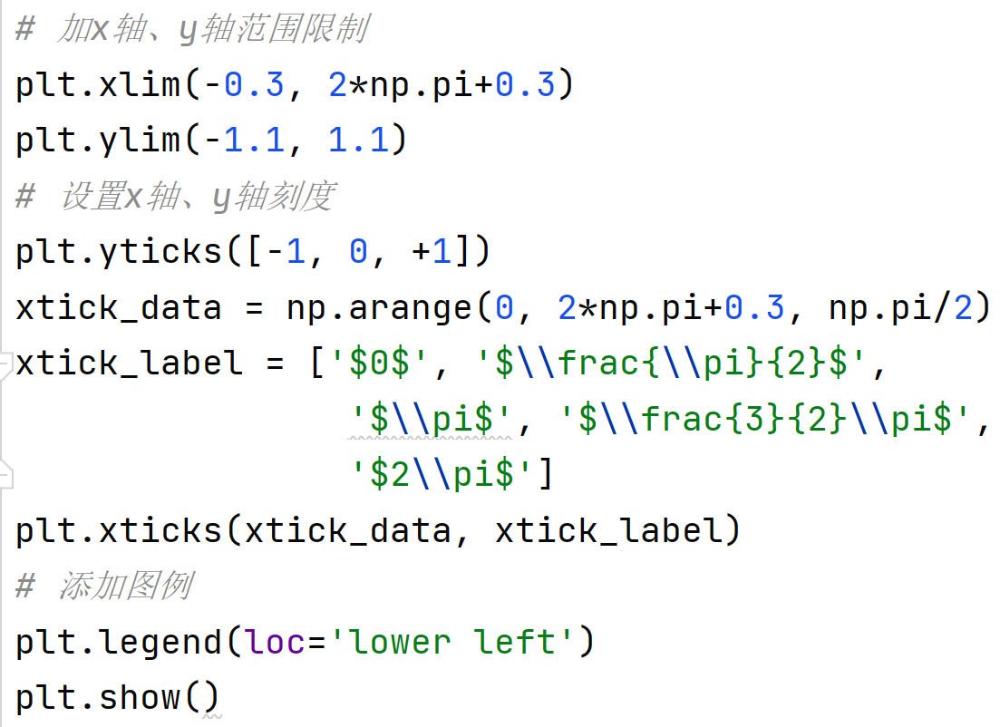 # 加x轴、y轴范围限制
plt.xlim(-0.3, 2*np.pi+0.3)
plt.ylim(-1.1, 1.1)
# 设置x轴、y轴刻度
plt.yticks([-1, 0, +1])
xtick_data = np.arange(0, 2*np.pi+0.3, np.pi/2)
xtick_label = ['$0$', '$\\frac{\\pi}{2}$',
'$\\pi$', '$\\frac{3}{2}\\pi$',
'$2\\pi$']
plt.xticks(xtick_data, xtick_label)
# 添加图例
plt.legend(loc='lower left')
plt.show()